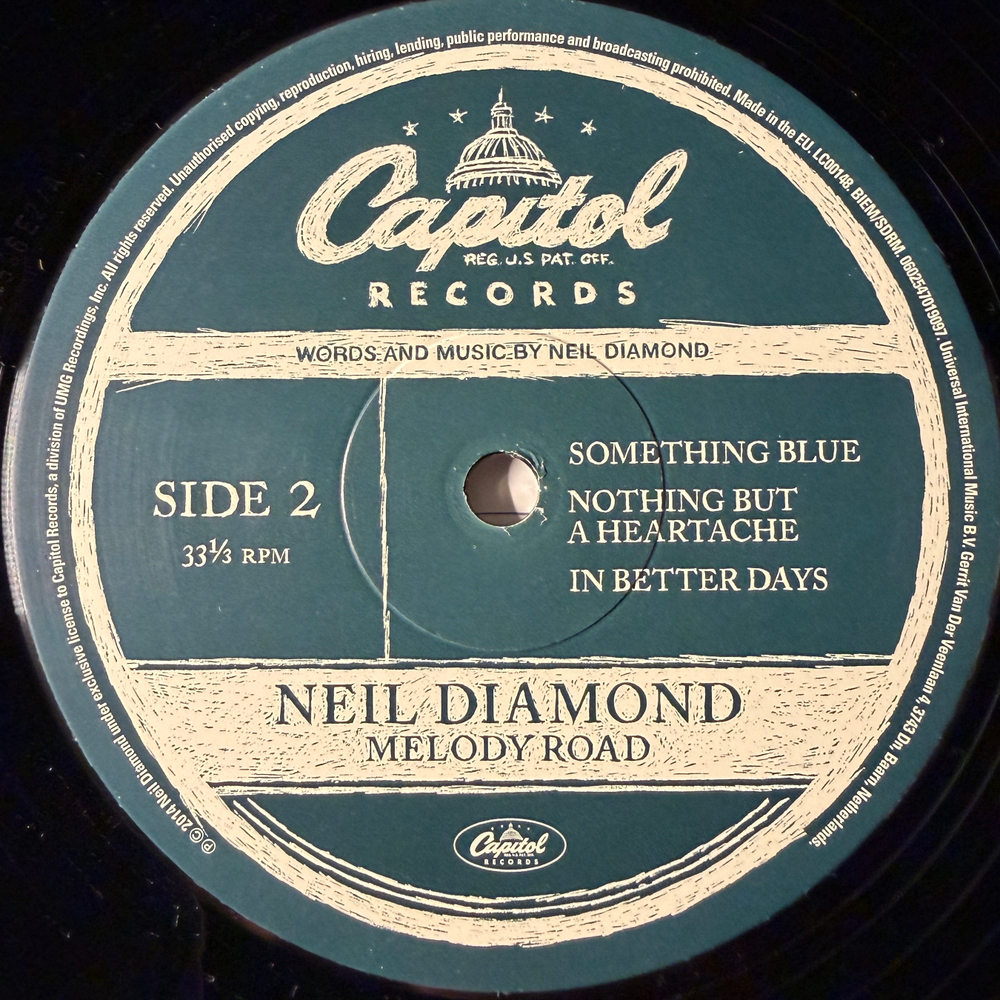 ℗© 2014 Neil Diamond under exclusive license to Capitol Records, a division of UMG Recordings, Inc. All rights reserved. Unauthorised copying, reproduction, hiring, lending, public performance and broadcasting prohibited. Made in the EU. LC00148. BIEM/SDRM. 0602547019097. Universal International Music B.V. Gerrit Van Der Veenlaan 4, 3743 Dn, Baarn, Netherlands.
Capitol
REG. U.S PAT. OFF.
RECORDS
WORDS AND MUSIC BY NEIL DIAMOND
SIDE 2
33⅓ RPM
SOMETHING BLUE
NOTHING BUT
A HEARTACHE
IN BETTER DAYS
NEIL DIAMOND
MELODY ROAD
Capitol
RECORDS